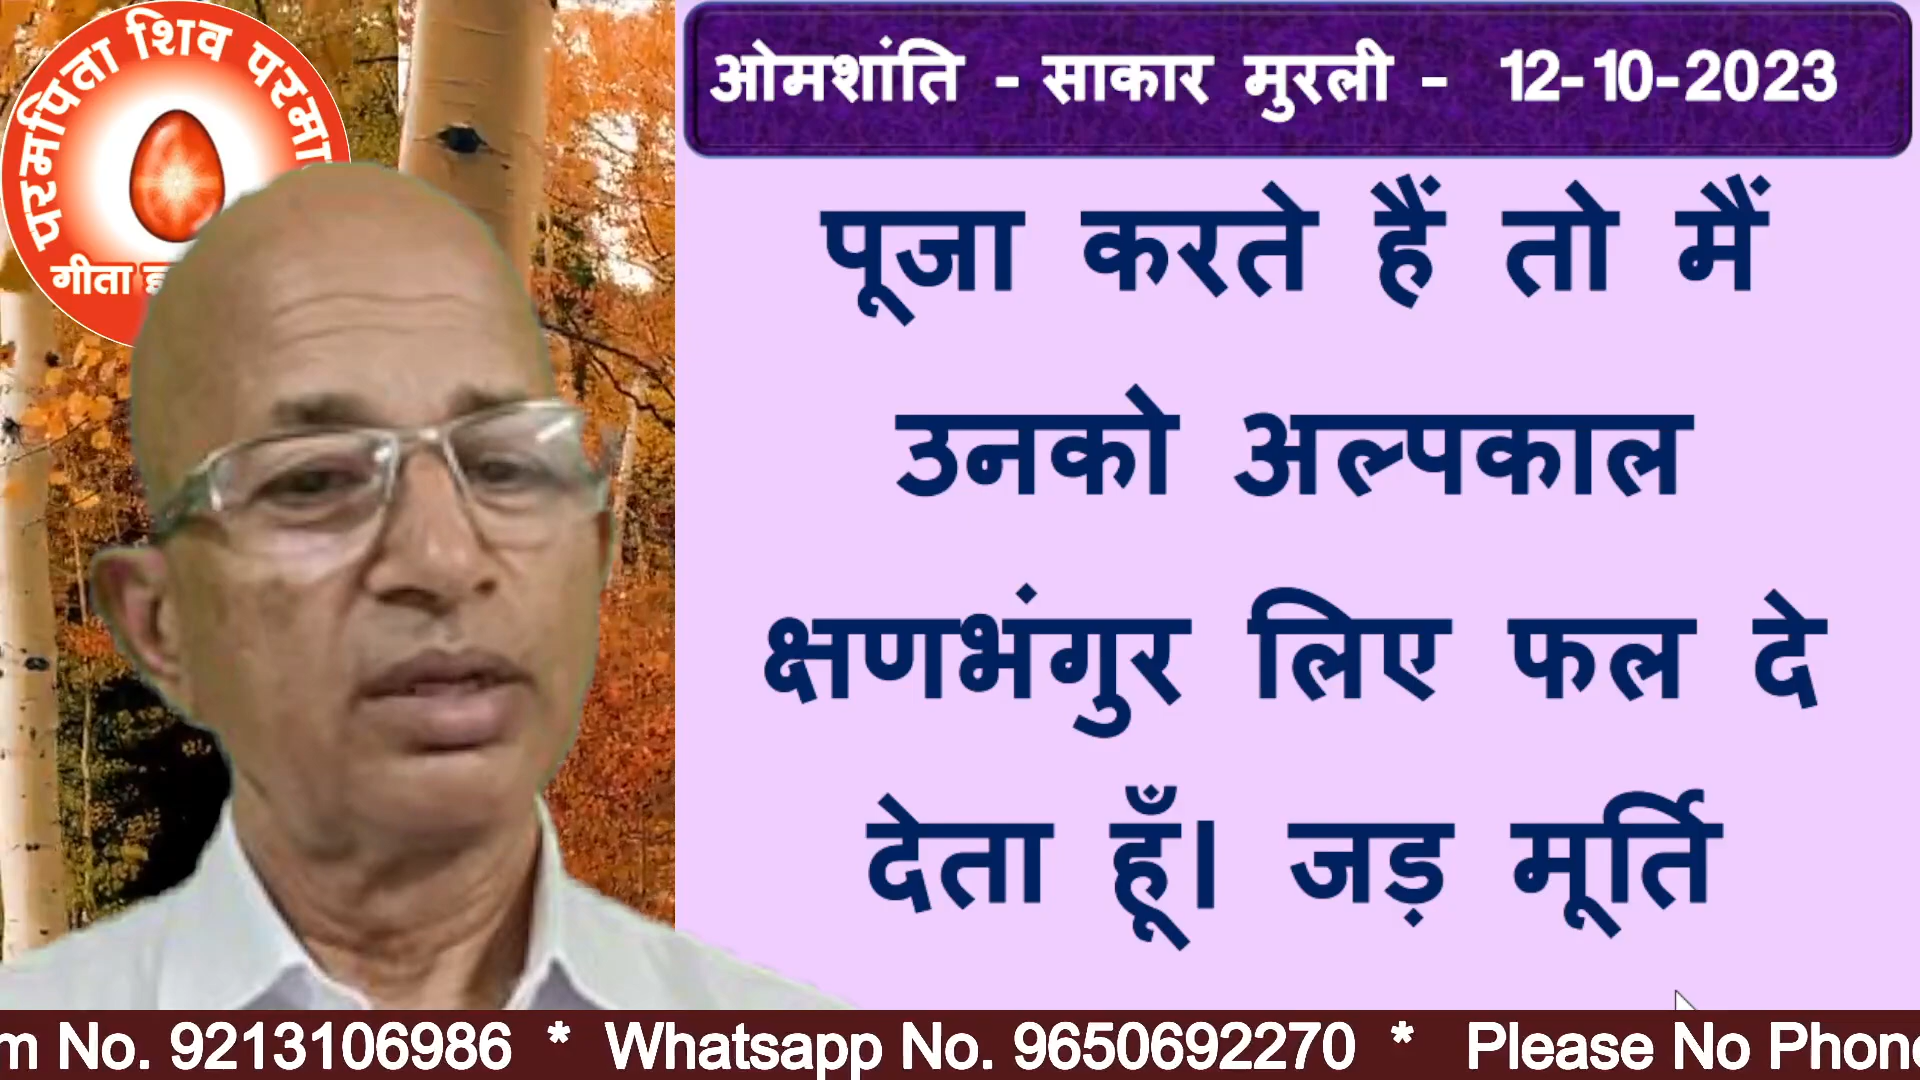 परमपिता शिव
गीता
ओमशांति - साकार मुरली - 12-10-2023
पूजा करते हैं तो मैं
उनको अल्पकाल
क्षणभंगुर लिए फल दे
देता हूँ। जड़ मूर्ति
No. 9213106986 * Whatsapp No. 9650692270 * Please No